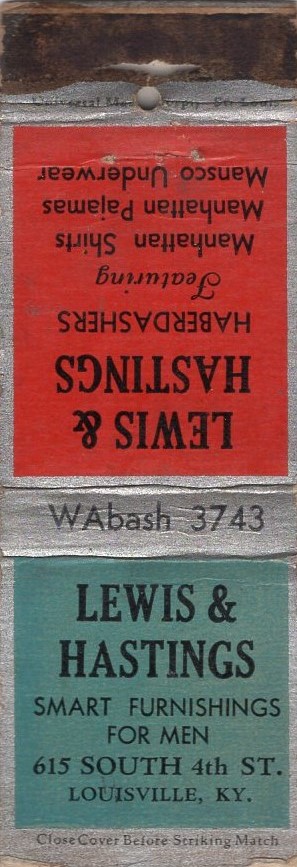 LEWIS &
HASTINGS
HABERDASHERS
Featuring
Manhattan Shirts
Manhattan Pajamas
Mansco Underwear
WAbash 3743
LEWIS &
HASTINGS
SMART FURNISHINGS
FOR MEN
615 SOUTH 4th ST.
LOUISVILLE, KY.
Close Cover Before Striking Match